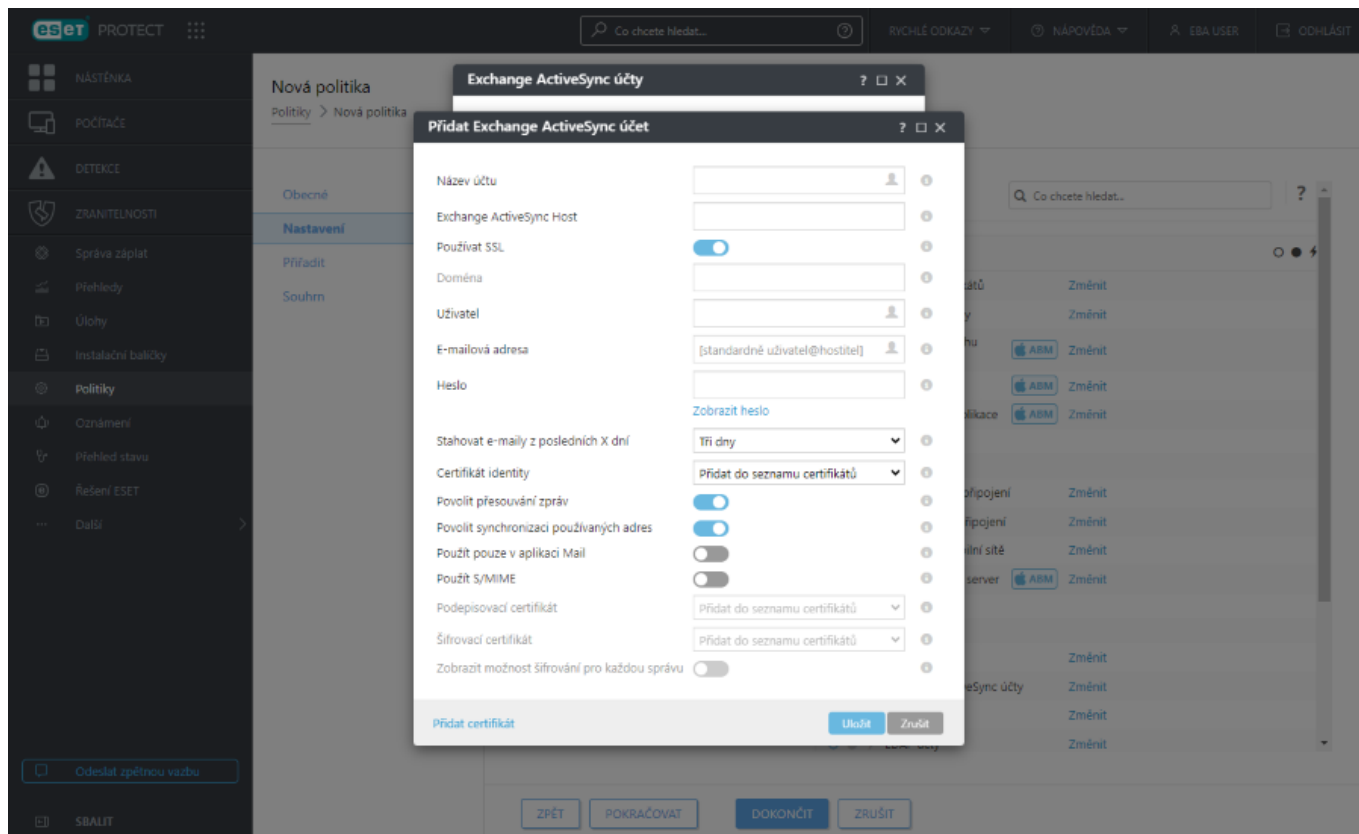 eset PROTECT
Co chcete hledat...
RYCHLÉ ODKAZY
NÁPOVĚDA
EBA USER
ODHLÁSIT
NÁSTĚNKA
POČÍTAČE
DETEKCE
ZRANITELNOSTI
Správa záplat
Přehledy
Úlohy
Instalační balíčky
Politiky
Oznámení
Přehled stavu
Řešení ESET
Další
Odeslat zpětnou vazbu
SBALIT
Nová politika
Politiky > Nová politika
Obecné
Nastavení
Přiřadit
Souhrn
Exchange ActiveSync účty
Přidat Exchange ActiveSync účet
Název účtu
Exchange ActiveSync Host
Používat SSL
Doména
Uživatel
E-mailová adresa [standardně uživatel@hostitel]
Heslo
Zobrazit heslo
Stahovat e-maily z posledních X dní Tři dny
Certifikát identity Přidat do seznamu certifikátů
Povolit přesouvání zpráv
Povolit synchronizaci používaných adres
Použít pouze v aplikaci Mail
Použít S/MIME
Podepisovací certifikát Přidat do seznamu certifikátů
Šifrovací certifikát Přidat do seznamu certifikátů
Zobrazit možnost šifrování pro každou správu
Přidat certifikát Uložit Zrušit
Co chcete hledat... ?
Změnit
Změnit
ABM Změnit
ABM Změnit
ABM Změnit
připojení Změnit
Změnit
Změnit
server ABM Změnit
Změnit
účty Změnit
Změnit
účty Změnit
ZPĚT POKRAČOVAT DOKONČIT ZRUŠIT